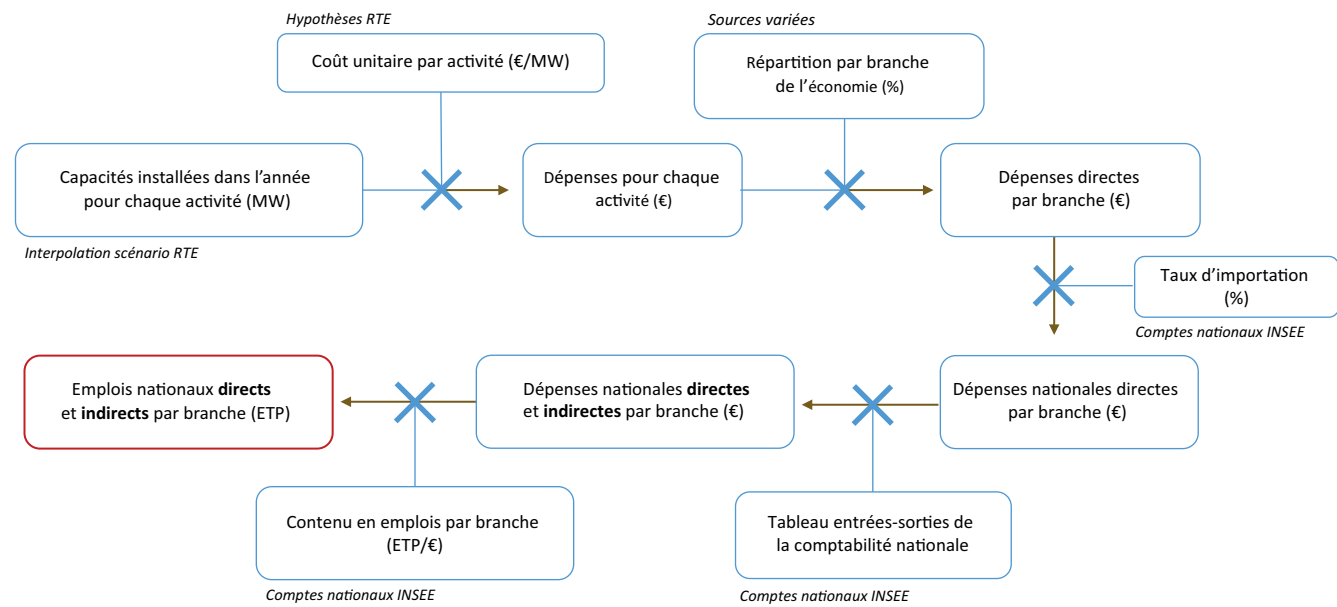 Hypothèses RTE
Coût unitaire par activité (€/MW)
Sources variées
Répartition par branche
de l’économie (%)
Capacités installées dans l’année
pour chaque activité (MW)
Interpolation scénario RTE
Dépenses pour chaque
activité (€)
Dépenses directes
par branche (€)
Taux d’importation
(%)
Comptes nationaux INSEE
Dépenses nationales directes
par branche (€)
Dépenses nationales directes
et indirectes par branche (€)
Emplois nationaux directs
et indirects par branche (ETP)
Tableau entrées-sorties de
la comptabilité nationale
Comptes nationaux INSEE
Contenu en emplois par branche
(ETP/€)
Comptes nationaux INSEE